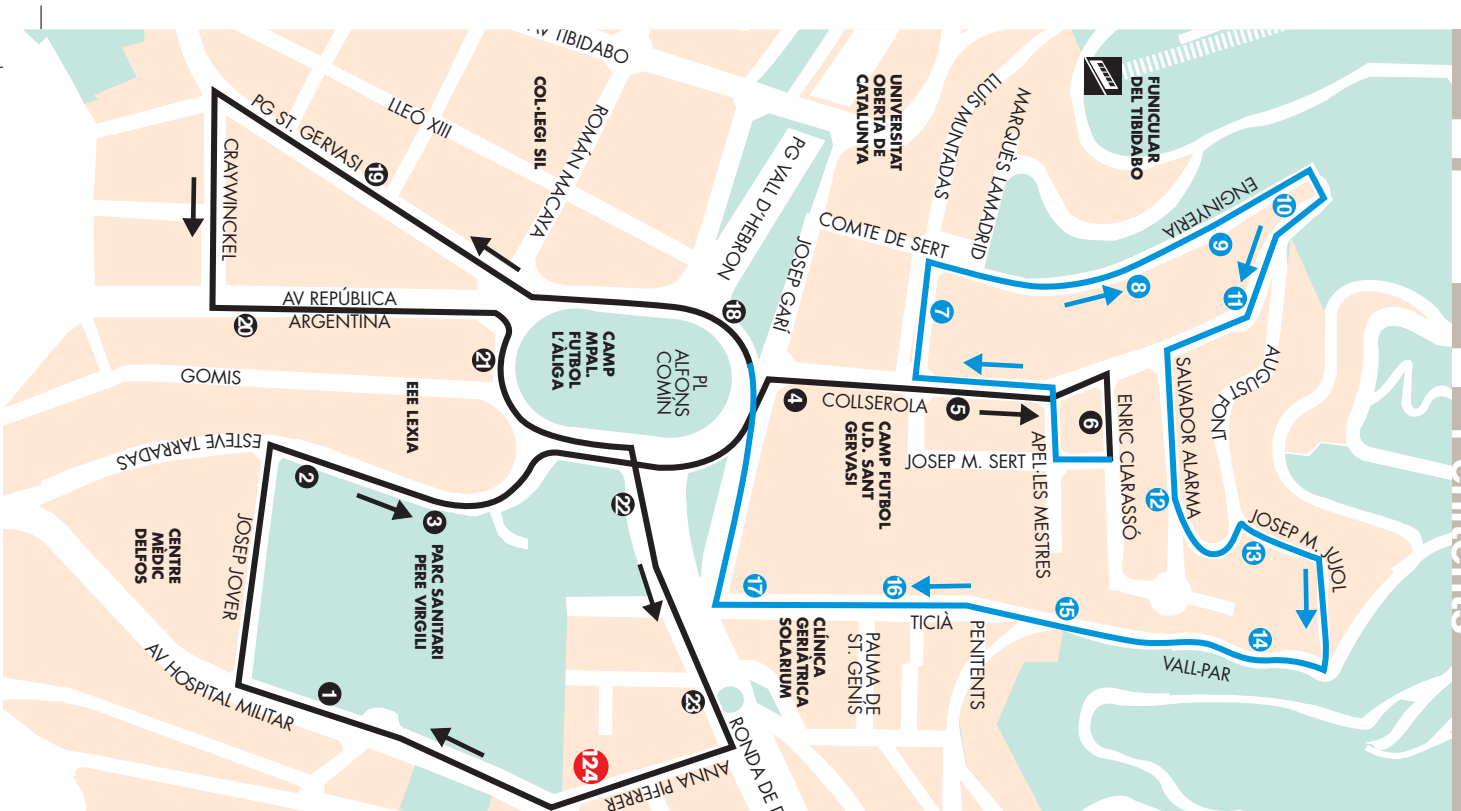 AV TIBIDABO
PG ST. GERVASI
LLEÓ XIII
COL·LEGI SIL
ROMÁN MACAYA
CRAYWINCKEL
AV REPÚBLICA
ARGENTINA
GOMIS
EEE LEXIA
ESTEVE TARRADAS
JOSEP JOVER
CENTRE
MÈDIC
DELFOS
AV HOSPITAL MILITAR
PARC SANITARI
PERE VIRGILI
CAMP
MPAL.
FUTBOL
L'ÀLIGA
PL
ALFONS
COMÍN
PG VALL D'HEBRON
JOSEP GARÍ
UNIVERSITAT
OBERTA DE
CATALUNYA
LLUÍS MUNTADAS
MARQUÈS LAMADRID
COMTE DE SERT
FUNICULAR
DEL TIBIDABO
ENGINYERIA
COLLSEROLA
CAMP FUTBOL
U.D. SANT
GERVASI
JOSEP M. SERT
APEL·LES MESTRES
ENRIC CLARASSÓ
SALVADOR ALARMA
AUGUST FONT
JOSEP M. JUJOL
VALL-PAR
PENITENTS
TICIÀ
PALMA DE
ST. GENÍS
CLÍNICA
GERIÀTRICA
SOLARIUM
RONDA DE
ANNA PIFERRER
124
1
2
3
4
5
6
7
8
9
10
11
12
13
14
15
16
17
18
19
20
21
22
23